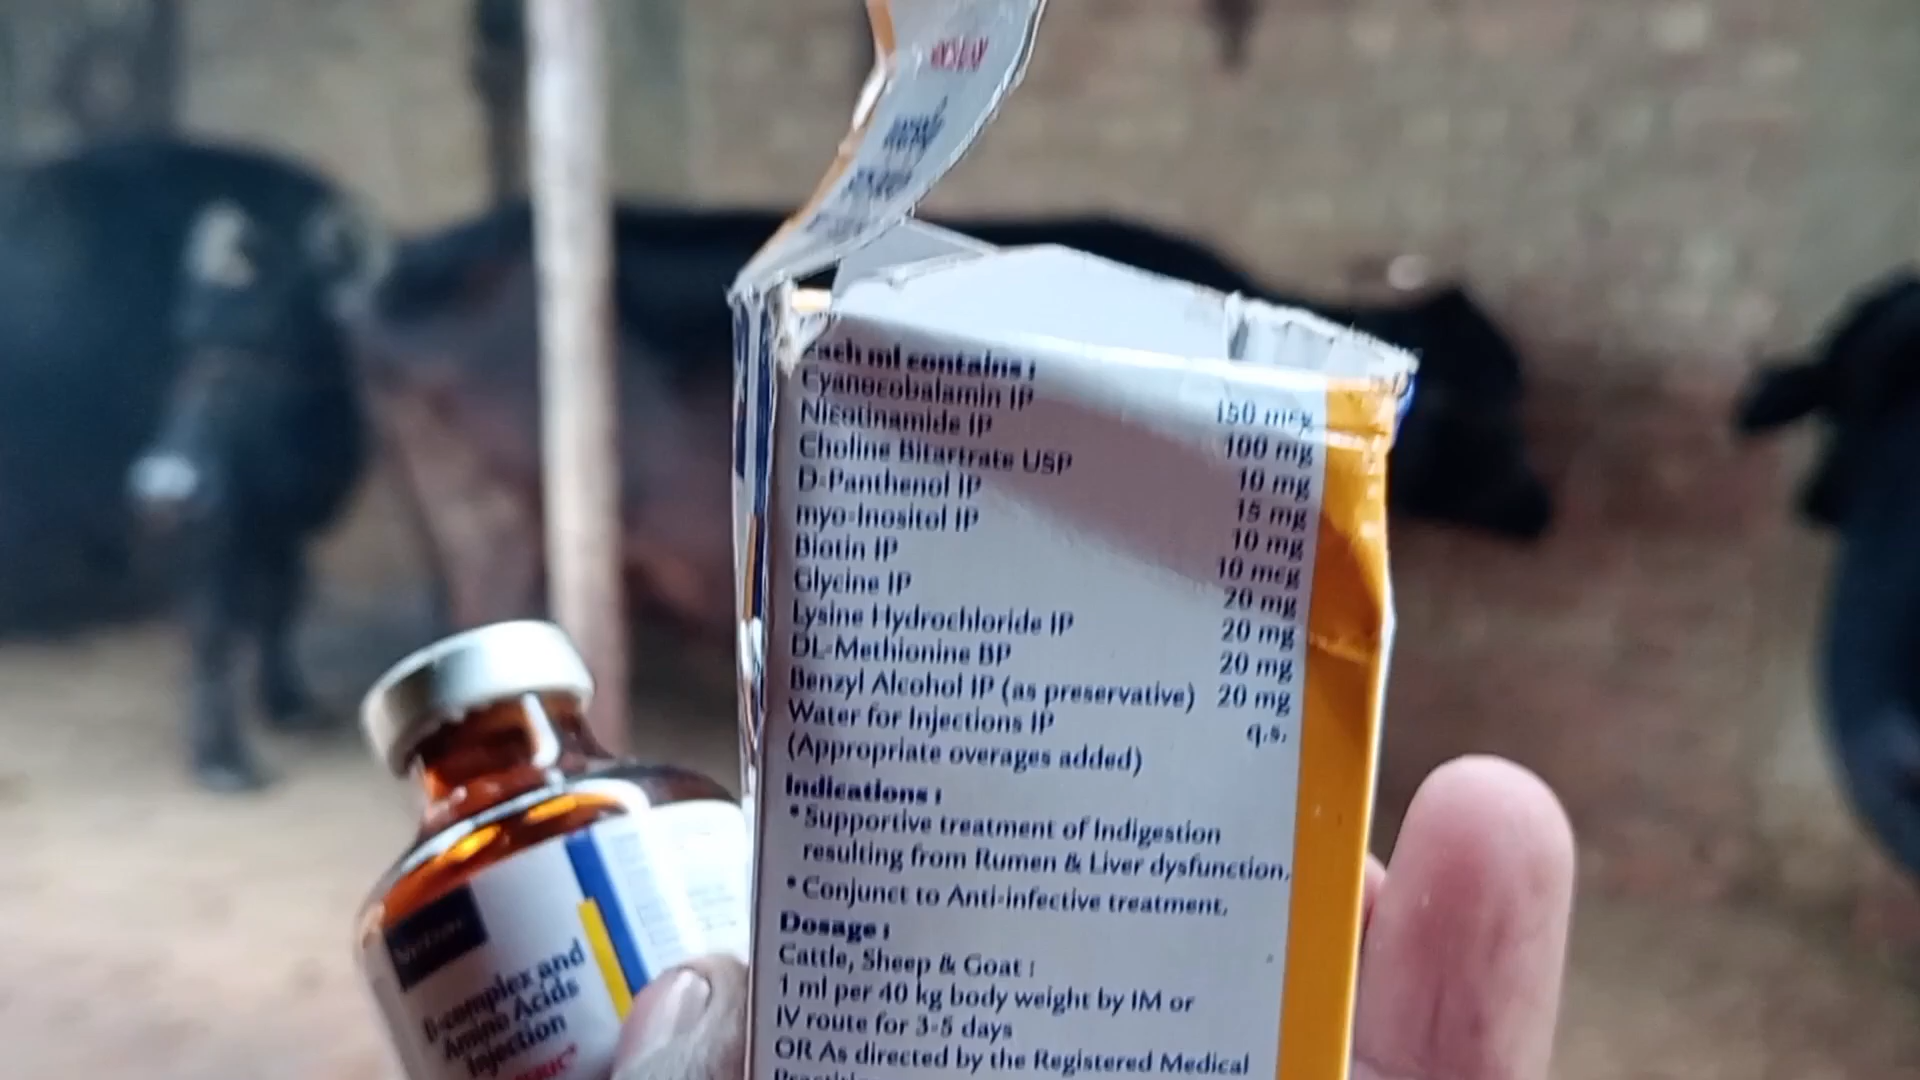 Each ml contains :
Cyanocobalamin IP 150 mcg
Nicotinamide IP 100 mg
Choline Bitartrate USP 10 mg
D-Panthenol IP 15 mg
myo-Inositol IP 10 mg
Biotin IP 10 mcg
Glycine IP 20 mg
Lysine Hydrochloride IP 20 mg
DL-Methionine BP 20 mg
Benzyl Alcohol IP (as preservative) 20 mg
Water for Injections IP q.s.
(Appropriate overages added)
Indications :
• Supportive treatment of Indigestion
resulting from Rumen & Liver dysfunction.
• Conjunct to Anti-infective treatment.
Dosage :
Cattle, Sheep & Goat :
1 ml per 40 kg body weight by IM or
IV route for 3-5 days
OR As directed by the Registered Medical
B-complex and
Amino Acids
Injection